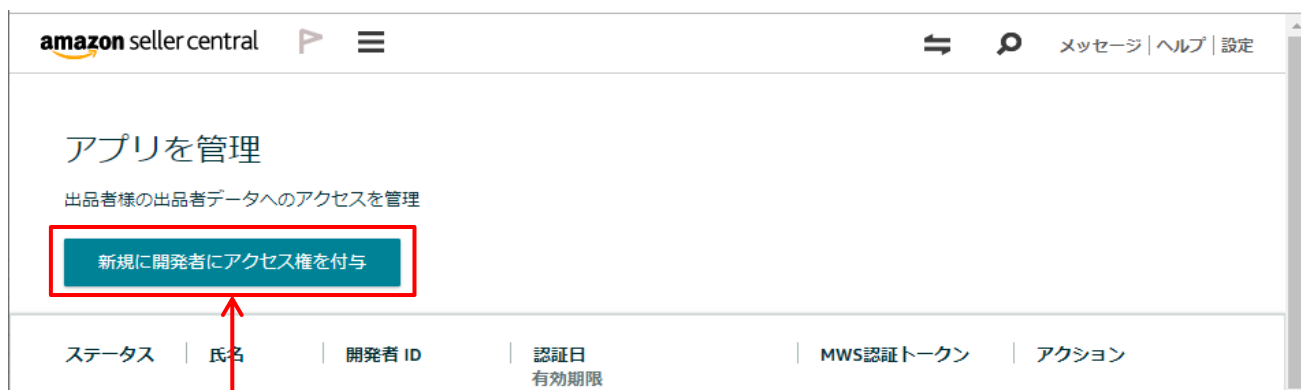 amazon seller central
メッセージ | ヘルプ | 設定
アプリを管理
出品者様の出品者データへのアクセスを管理
新規に開発者にアクセス権を付与
ステータス 氏名 開発者 ID 認証日 MWS認証トークン アクション
有効期限